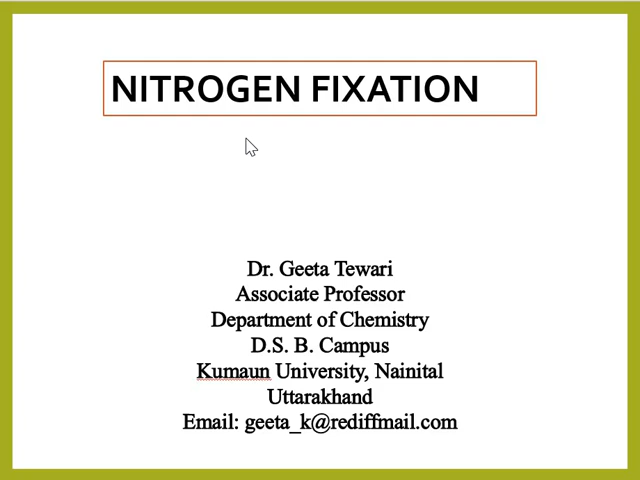 NITROGEN FIXATION
Dr. Geeta Tewari
Associate Professor
Department of Chemistry
D.S. B. Campus
Kumaun University, Nainital
Uttarakhand
Email: geeta_k@rediffmail.com